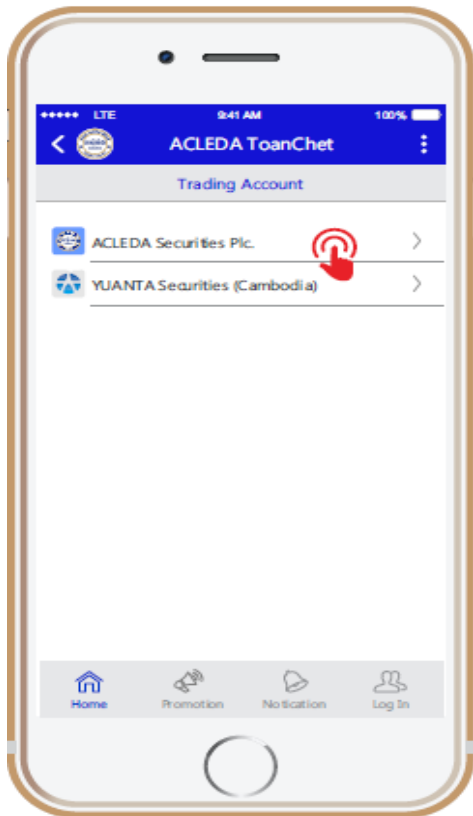 LTE 9:41 AM 100%
ACLEDA ToanChet
Trading Account
ACLEDA Securities Plc.
YUANTA Securities (Cambodia)
Home Promotion Notication Log In